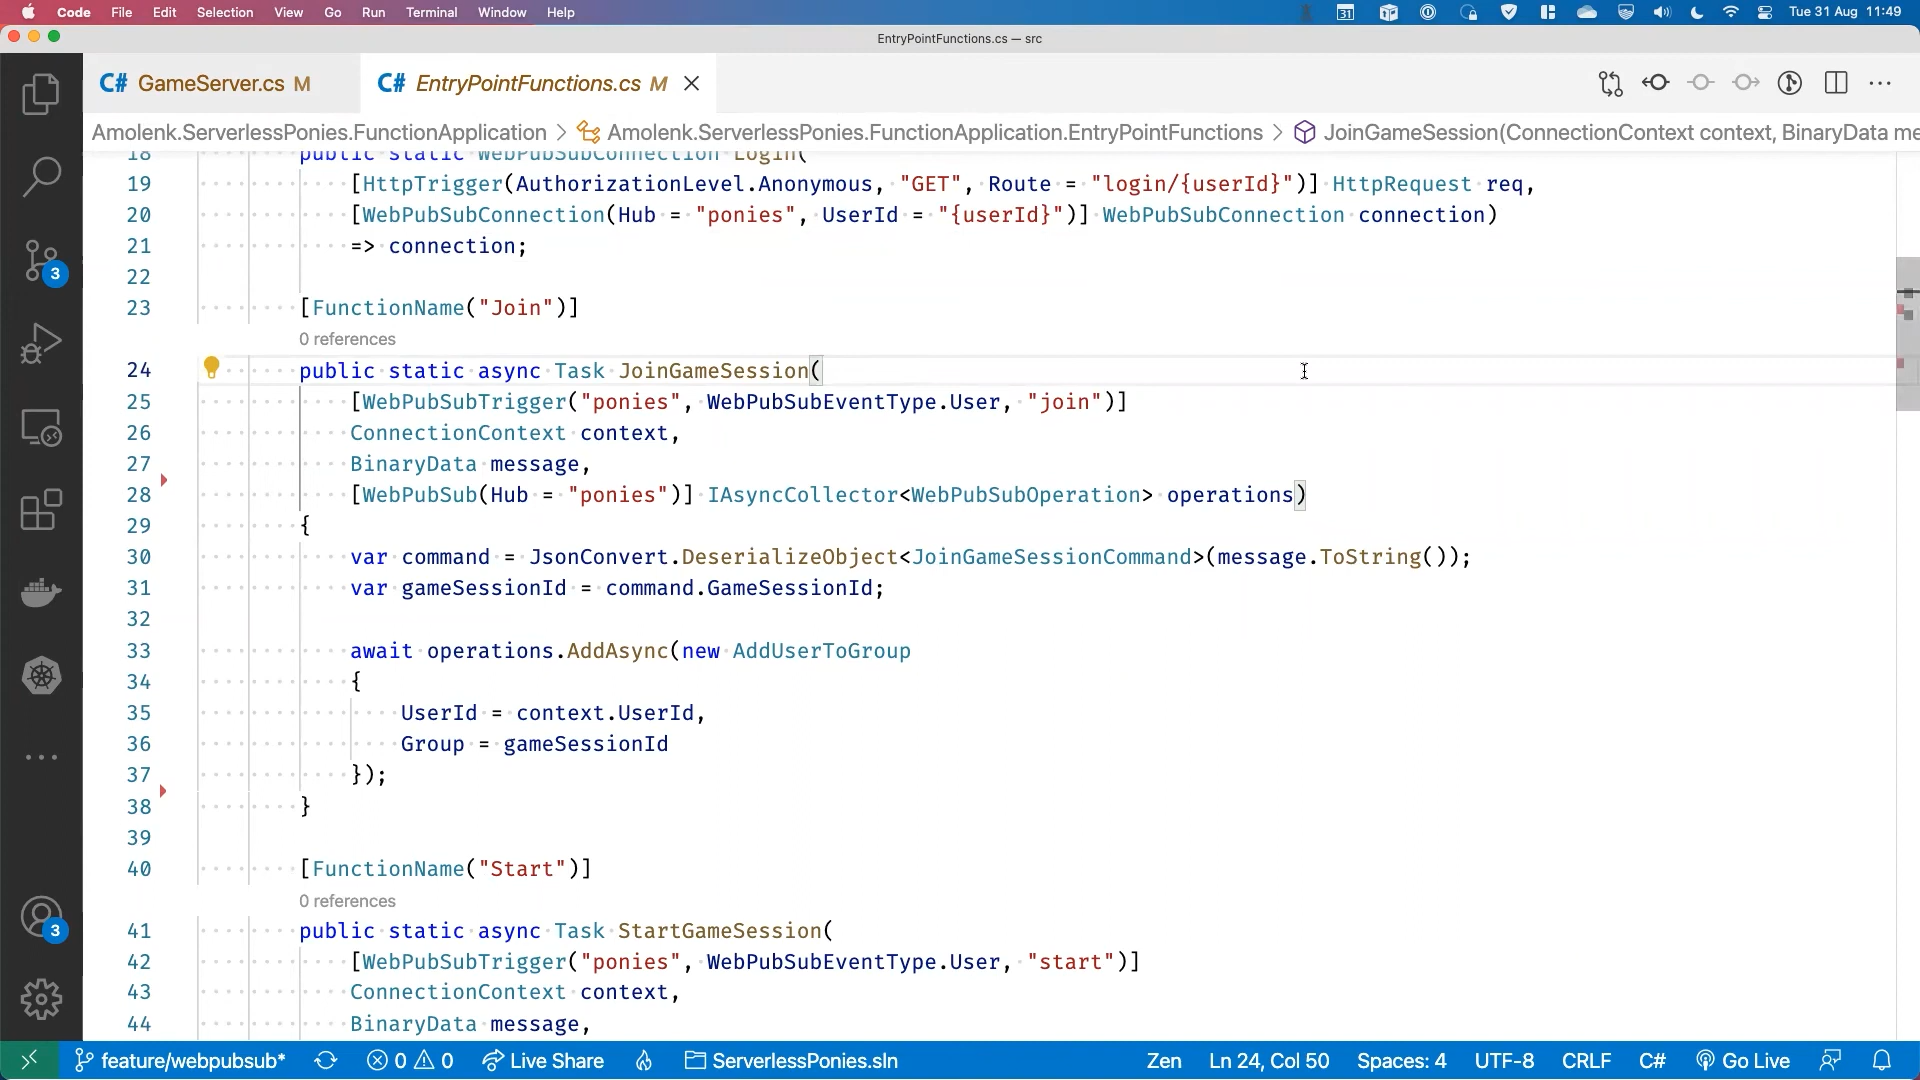 Code File Edit Selection View Go Run Terminal Window Help
31
Tue 31 Aug 11:49
EntryPointFunctions.cs — src
C# GameServer.cs M
C# EntryPointFunctions.cs M
Amolenk.ServerlessPonies.FunctionApplication > Amolenk.ServerlessPonies.FunctionApplication.EntryPointFunctions > JoinGameSession(ConnectionContext context, BinaryData me
18 public static WebPubSubConnection Login(
19 [HttpTrigger(AuthorizationLevel.Anonymous, "GET", Route = "login/{userId}")] HttpRequest req,
20 [WebPubSubConnection(Hub = "ponies", UserId = "{userId}")] WebPubSubConnection connection)
21 => connection;
22
23 [FunctionName("Join")]
0 references
24 public static async Task JoinGameSession(
25 [WebPubSubTrigger("ponies", WebPubSubEventType.User, "join")]
26 ConnectionContext context,
27 BinaryData message,
28 [WebPubSub(Hub = "ponies")] IAsyncCollector<WebPubSubOperation> operations)
29 {
30 var command = JsonConvert.DeserializeObject<JoinGameSessionCommand>(message.ToString());
31 var gameSessionId = command.GameSessionId;
32
33 await operations.AddAsync(new AddUserToGroup
34 {
35 UserId = context.UserId,
36 Group = gameSessionId
37 });
38 }
39
40 [FunctionName("Start")]
0 references
41 public static async Task StartGameSession(
42 [WebPubSubTrigger("ponies", WebPubSubEventType.User, "start")]
43 ConnectionContext context,
44 BinaryData message,
3
3
feature/webpubsub* 0 0 Live Share ServerlessPonies.sln Zen Ln 24, Col 50 Spaces: 4 UTF-8 CRLF C# Go Live